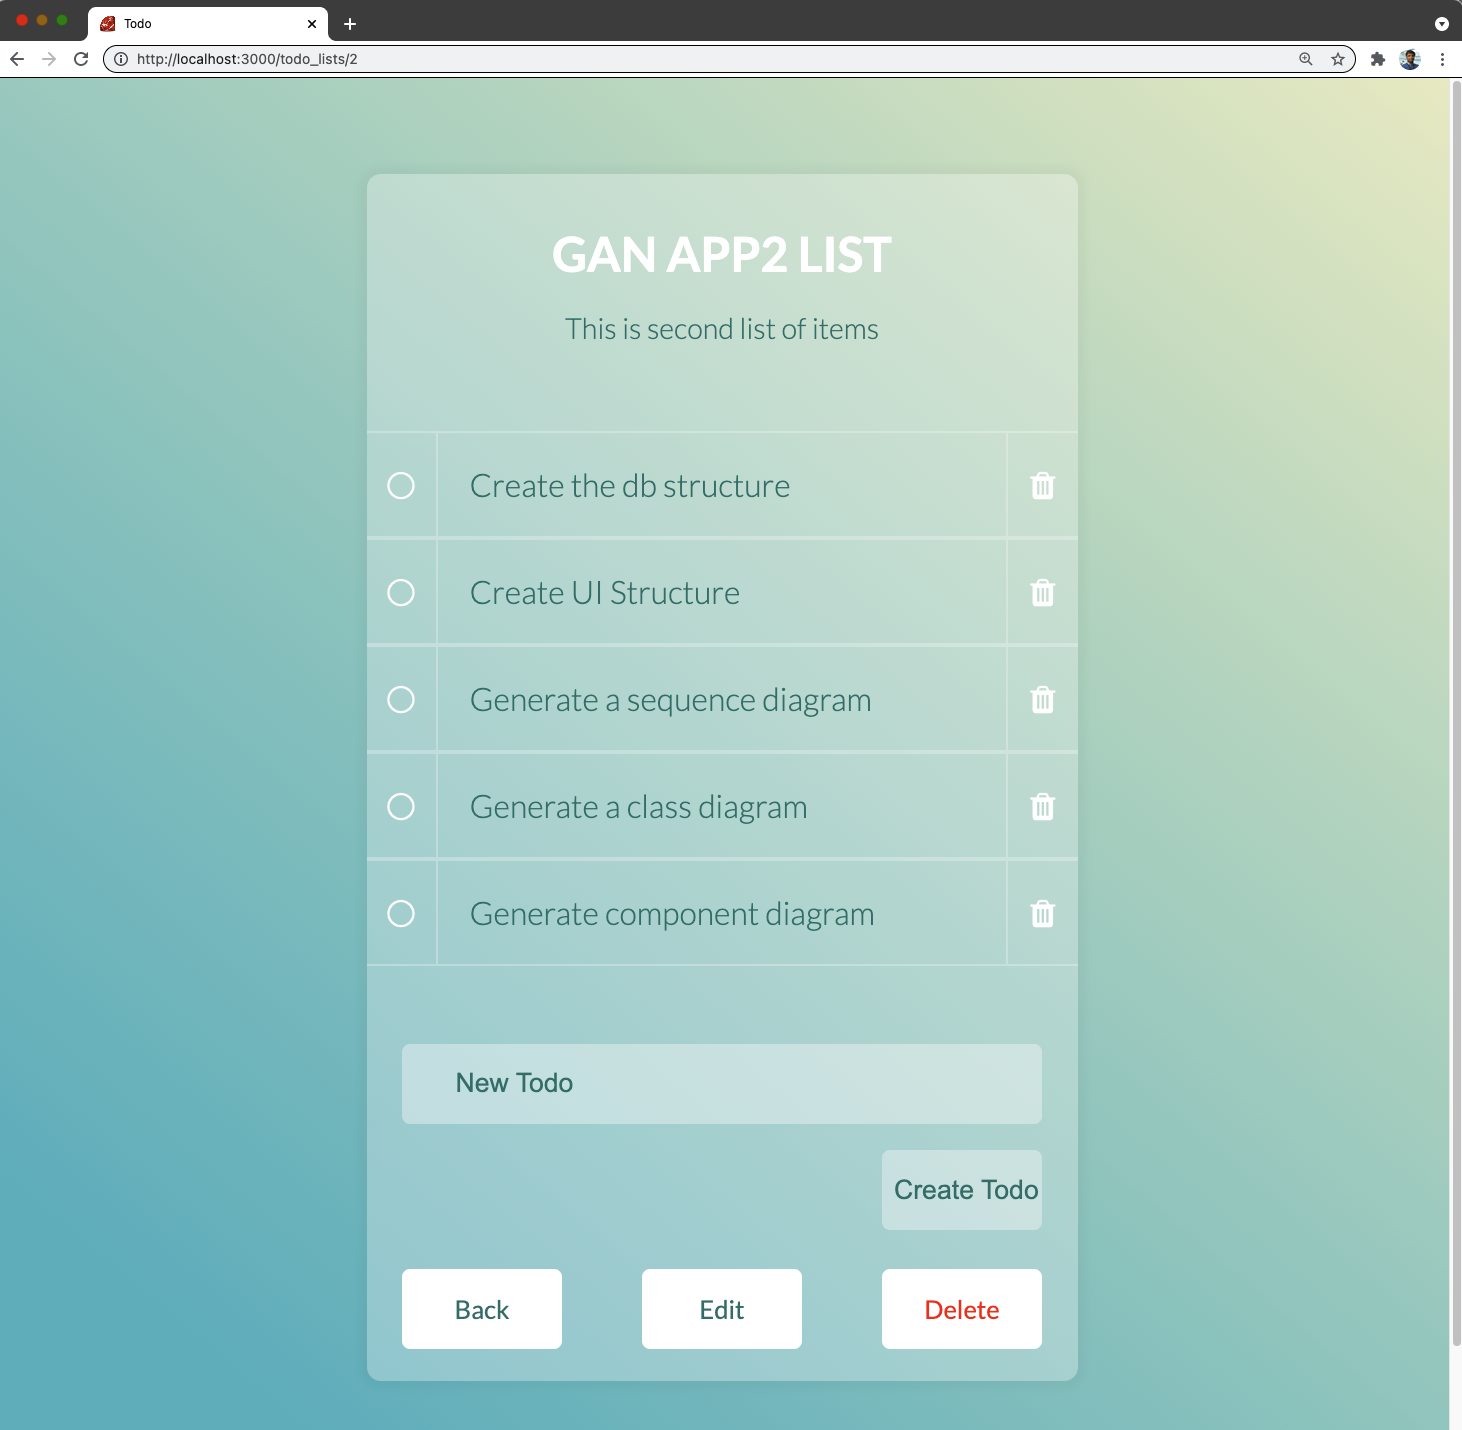 Todo
http://localhost:3000/todo_lists/2
GAN APP2 LIST
This is second list of items
Create the db structure
Create UI Structure
Generate a sequence diagram
Generate a class diagram
Generate component diagram
New Todo
Create Todo
Back Edit Delete